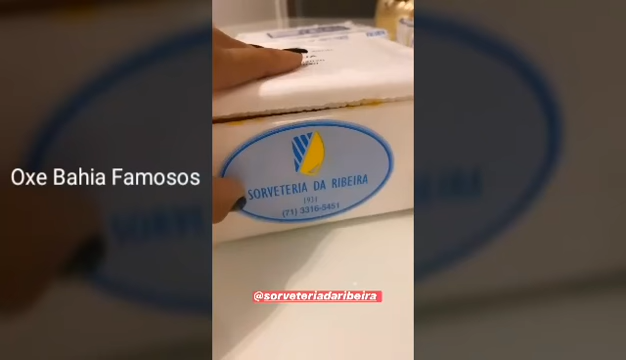 Oxe Bahia Famosos
SORVETERIA DA RIBEIRA
1931
(71) 3316-5451
@sorveteriadaribeira